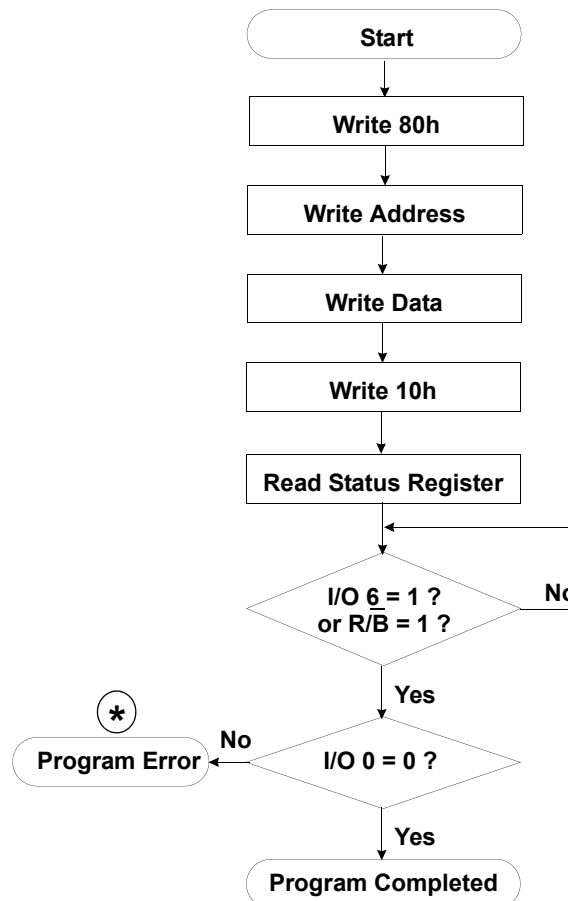 Start
Write 80h
Write Address
Write Data
Write 10h
Read Status Register
I/O 6 = 1 ?
or R/B̅ = 1 ?
No
Yes
*
No
Program Error
I/O 0 = 0 ?
Yes
Program Completed